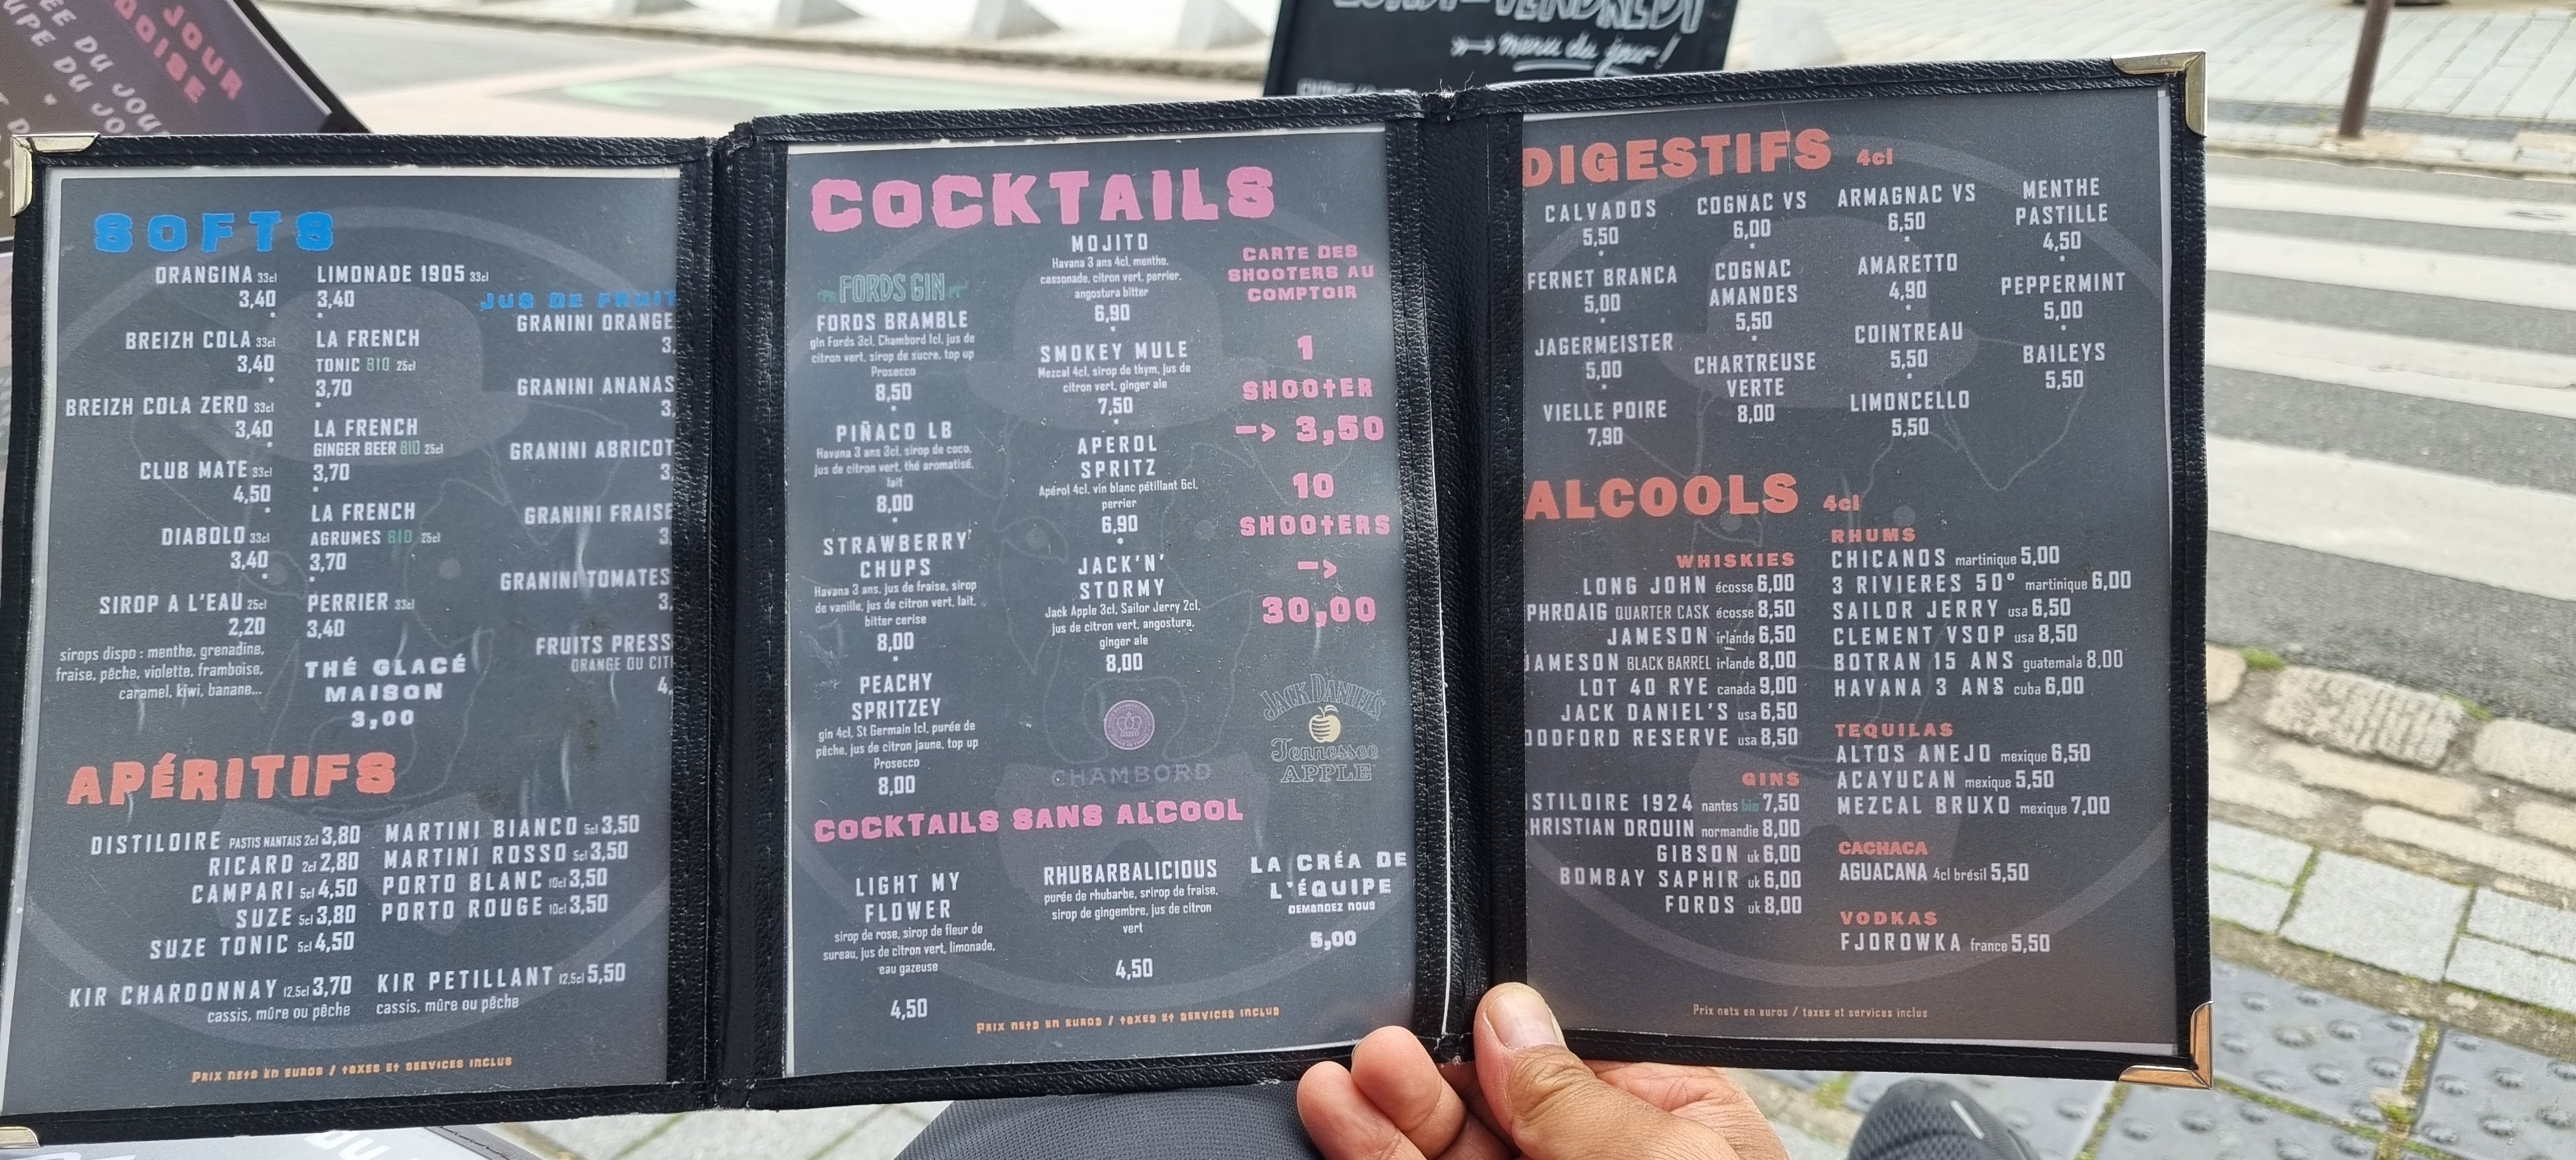 JOUR
LUNDI-VENDREDI
menu du jour!
SOFTS
ORANGINA 33cl
3,40
BREIZH COLA 33cl
3,40
BREIZH COLA ZERO 33cl
3,40
CLUB MATE 33cl
4,50
DIABOLO 33cl
3,40
SIROP A L'EAU 25cl
2,20
sirops dispo : menthe, grenadine,
fraise, pêche, violette, framboise,
caramel, kiwi, banane...
LIMONADE 1905 33cl
3,40
LA FRENCH
TONIC BIO 25cl
3,70
LA FRENCH
GINGER BEER BIO 25cl
3,70
LA FRENCH
AGRUMES BIO 25cl
3,70
PERRIER 33cl
3,40
THÉ GLACÉ
MAISON
3,00
JUS DE FRUIT
GRANINI ORANGE
3,
GRANINI ANANAS
3,
GRANINI ABRICOT
3,
GRANINI FRAISE
3,
GRANINI TOMATES
3,
FRUITS PRESS
ORANGE OU CIT
4,
APÉRITIFS
DISTILOIRE PASTIS NANTAIS 2cl 3,80
RICARD 2cl 2,80
CAMPARI 5cl 4,50
SUZE 5cl 3,80
SUZE TONIC 5cl 4,50
MARTINI BIANCO 5cl 3,50
MARTINI ROSSO 5cl 3,50
PORTO BLANC 10cl 3,50
PORTO ROUGE 10cl 3,50
KIR CHARDONNAY 12,5cl 3,70
cassis, mûre ou pêche
KIR PETILLANT 12,5cl 5,50
cassis, mûre ou pêche
PRIX NETS EN EUROS / TAXES ET SERVICES INCLUS
COCKTAILS
FORDS GIN
FORDS BRAMBLE
gin Fords 3cl, Chambord 1cl, jus de
citron vert, sirop de sucre, top up
Prosecco
8,50
PIÑACO LB
Havana 3 ans 3cl, sirop de coco,
jus de citron vert, thé aromatisé,
lait
8,00
STRAWBERRY
CHUPS
Havana 3 ans, jus de fraise, sirop
de vanille, jus de citron vert, lait,
bitter cerise
8,00
PEACHY
SPRITZEY
gin 4cl, St Germain 1cl, purée de
pêche, jus de citron jaune, top up
Prosecco
8,00
MOJITO
Havana 3 ans 4cl, menthe,
cassonade, citron vert, perrier,
angostura bitter
6,90
SMOKEY MULE
Mezcal 4cl, sirop de thym, jus de
citron vert, ginger ale
7,50
APEROL
SPRITZ
Apérol 4cl, vin blanc pétillant 6cl,
perrier
6,90
JACK'N'
STORMY
Jack Apple 3cl, Sailor Jerry 2cl,
jus de citron vert, angostura,
ginger ale
8,00
CHAMBORD
CARTE DES
SHOOTERS AU
COMPTOIR
1
SHOOTER
-> 3,50
10
SHOOTERS
->
30,00
JACK DANIEL'S
Tennessee
APPLE
COCKTAILS SANS ALCOOL
LIGHT MY
FLOWER
sirop de rose, sirop de fleur de
sureau, jus de citron vert, limonade,
eau gazeuse
4,50
RHUBARBALICIOUS
purée de rhubarbe, srirop de fraise,
sirop de gingembre, jus de citron
vert
4,50
LA CRÉA DE
L'ÉQUIPE
DEMANDEZ NOUS
5,00
PRIX NETS EN EUROS / TAXES ET SERVICES INCLUS
DIGESTIFS 4cl
CALVADOS
5,50
FERNET BRANCA
5,00
JAGERMEISTER
5,00
VIELLE POIRE
7,90
COGNAC VS
6,00
COGNAC
AMANDES
5,50
CHARTREUSE
VERTE
8,00
ARMAGNAC VS
6,50
AMARETTO
4,90
COINTREAU
5,50
LIMONCELLO
5,50
MENTHE
PASTILLE
4,50
PEPPERMINT
5,00
BAILEYS
5,50
ALCOOLS 4cl
WHISKIES
LONG JOHN écosse 6,00
PHROAIG QUARTER CASK écosse 8,50
JAMESON irlande 6,50
JAMESON BLACK BARREL irlande 8,00
LOT 40 RYE canada 9,00
JACK DANIEL'S usa 6,50
OODFORD RESERVE usa 8,50
GINS
STILOIRE 1924 nantes bio 7,50
HRISTIAN DROUIN normandie 8,00
GIBSON uk 6,00
BOMBAY SAPHIR uk 6,00
FORDS uk 8,00
RHUMS
CHICANOS martinique 5,00
3 RIVIERES 50° martinique 6,00
SAILOR JERRY usa 6,50
CLEMENT VSOP usa 8,50
BOTRAN 15 ANS guatemala 8,00
HAVANA 3 ANS cuba 6,00
TEQUILAS
ALTOS ANEJO mexique 6,50
ACAYUCAN mexique 5,50
MEZCAL BRUXO mexique 7,00
CACHACA
AGUACANA 4cl brésil 5,50
VODKAS
FJOROWKA france 5,50
Prix nets en euros / taxes et services inclus